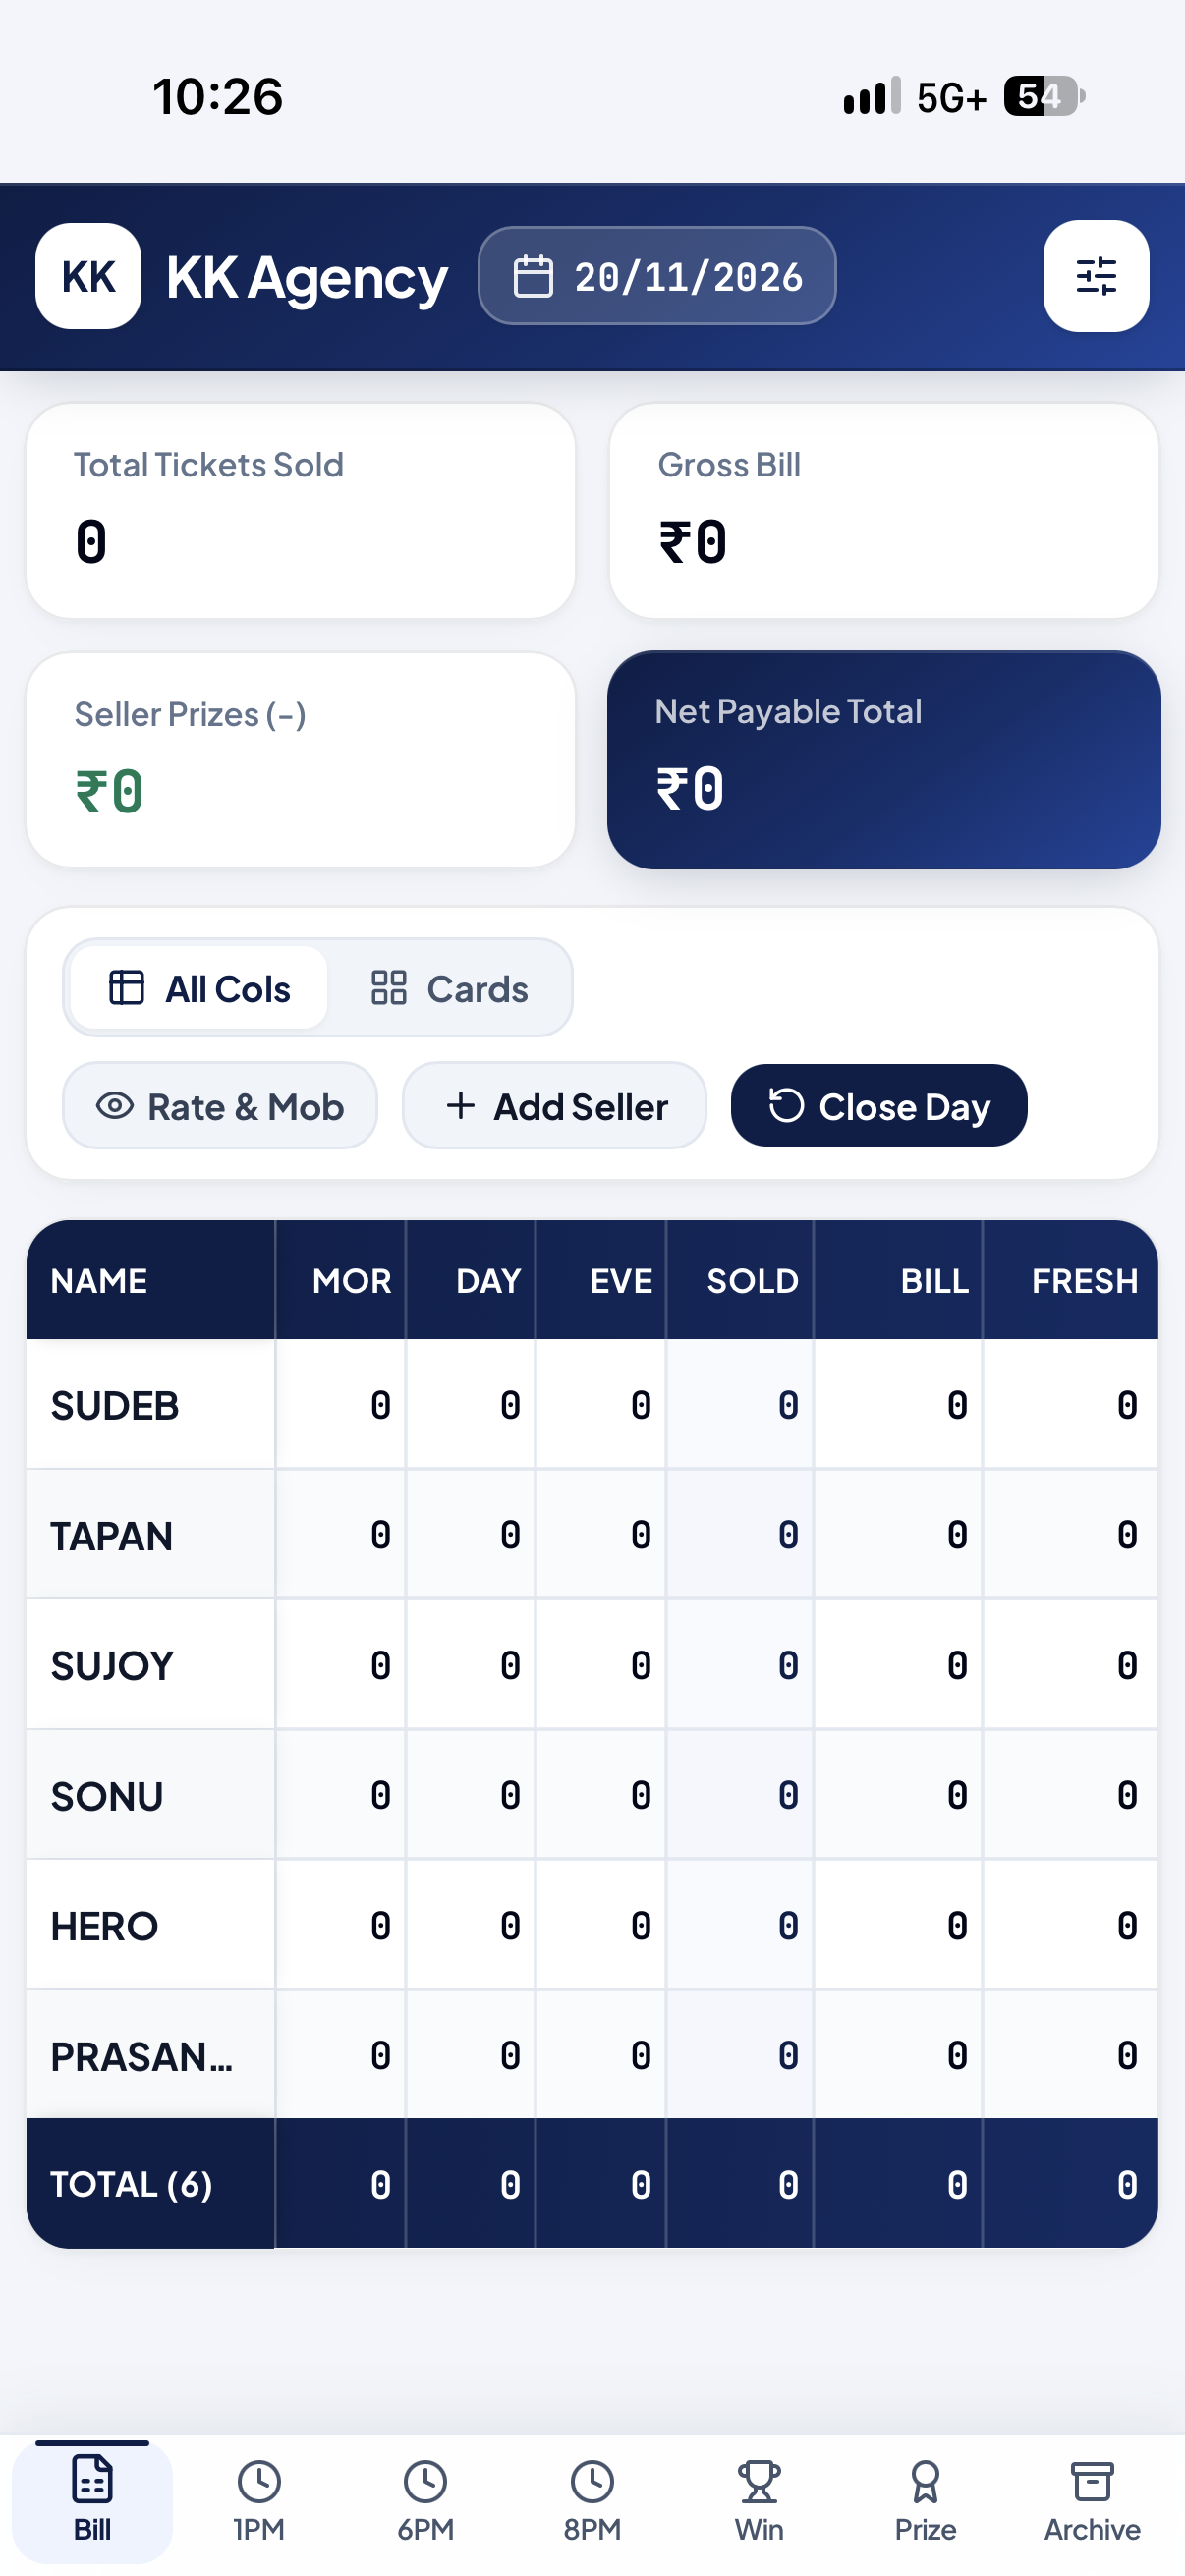 10:26 5G+ 54
KK KK Agency 20/11/2026
Total Tickets Sold
0
Gross Bill
₹0
Seller Prizes (-)
₹0
Net Payable Total
₹0
All Cols Cards
Rate & Mob + Add Seller Close Day
NAME MOR DAY EVE SOLD BILL FRESH
SUDEB 0 0 0 0 0 0
TAPAN 0 0 0 0 0 0
SUJOY 0 0 0 0 0 0
SONU 0 0 0 0 0 0
HERO 0 0 0 0 0 0
PRASAN... 0 0 0 0 0 0
TOTAL (6) 0 0 0 0 0 0
Bill 1PM 6PM 8PM Win Prize Archive